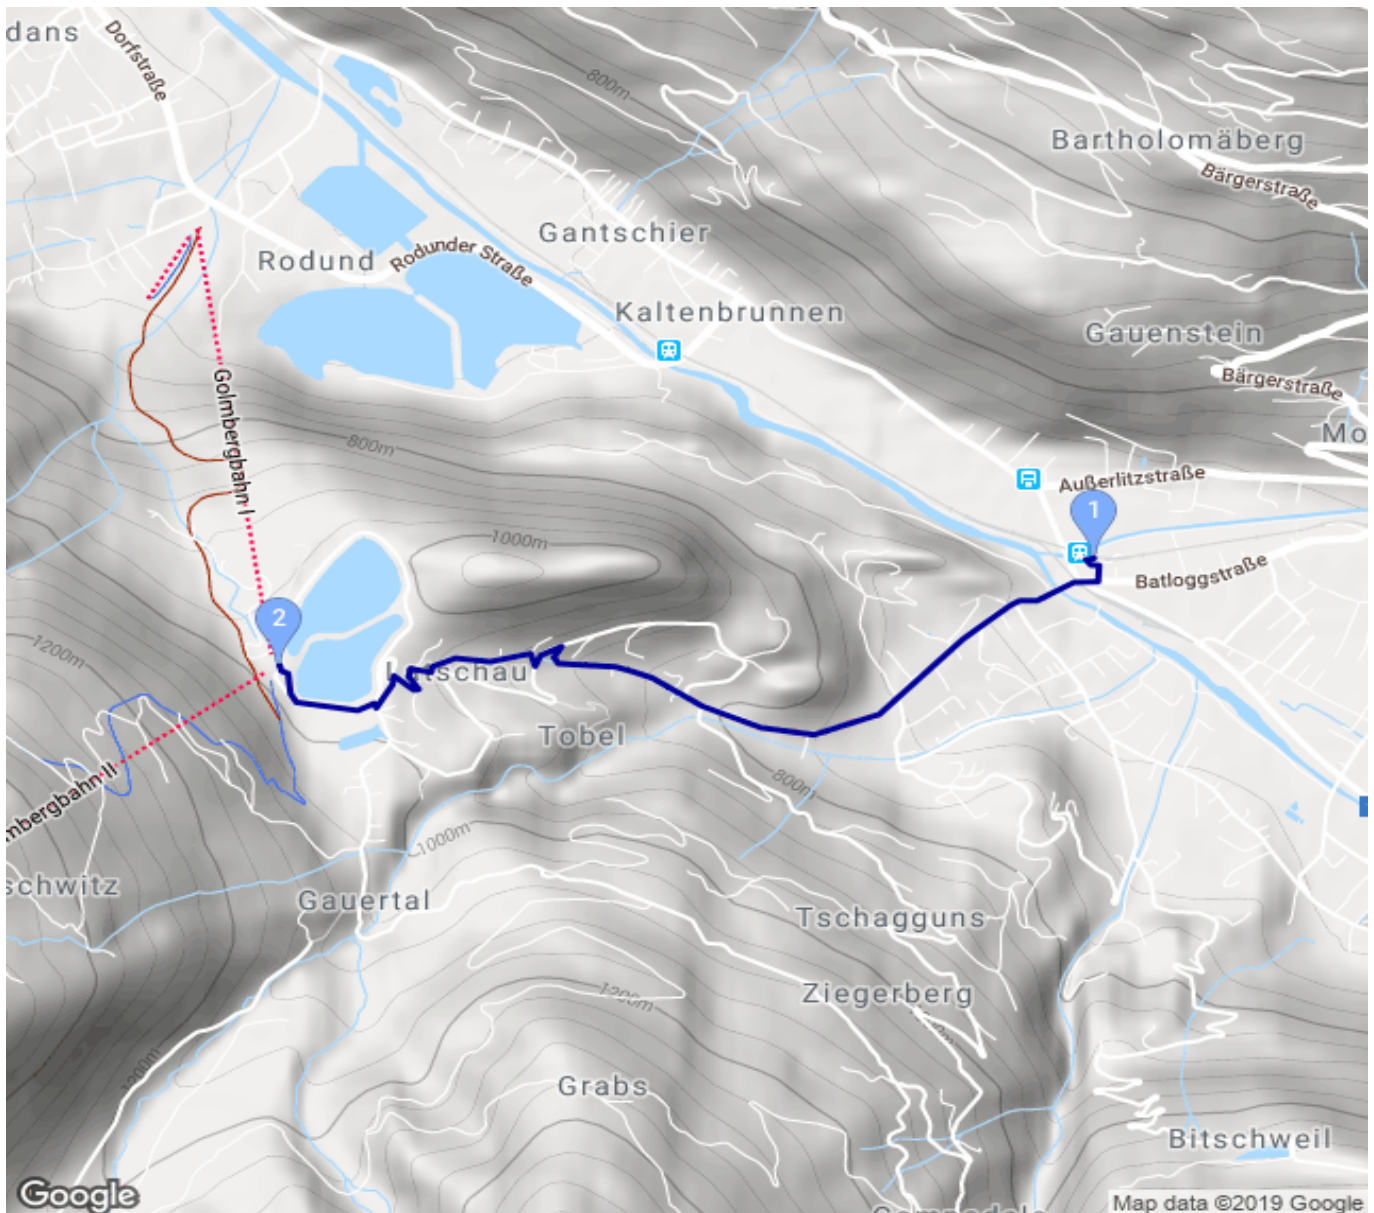 dans
Dorfstraße
800m
Bartholomäberg
Bärgerstraße
Gantschier
Rodund
Rodunder Straße
Kaltenbrunnen
Gauenstein
Bärgerstraße
Golmbergbahn I
Mo
800m
Außerlitzstraße
1
1000m
Batloggstraße
2
1200m
schau
Tobel
mbergbahn II
800m
1000m
schwitz
Gauertal
Tschagguns
Ziegerberg
1200m
Grabs
Bitschweil
Google
Map data ©2019 Google